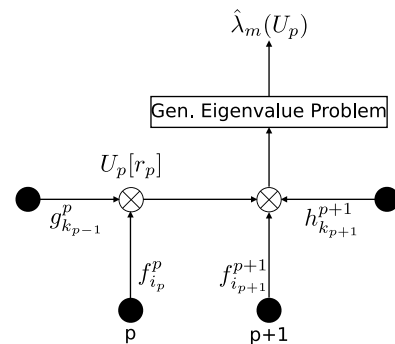 λ̂_m(U_p)
Gen. Eigenvalue Problem
U_p[r_p]
g^p_{k_{p-1}}
h^{p+1}_{k_{p+1}}
f^p_{i_p}
f^{p+1}_{i_{p+1}}
p
p+1